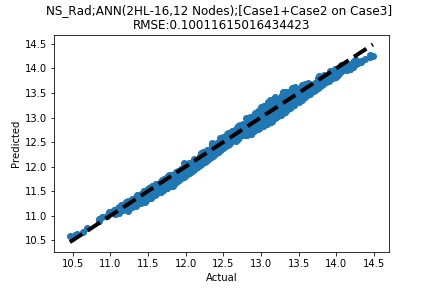 NS_Rad;ANN(2HL-16,12 Nodes);[Case1+Case2 on Case3]
RMSE:0.10011615016434423
14.5
14.0
13.5
13.0
12.5
12.0
11.5
11.0
10.5
Predicted
10.5 11.0 11.5 12.0 12.5 13.0 13.5 14.0 14.5
Actual